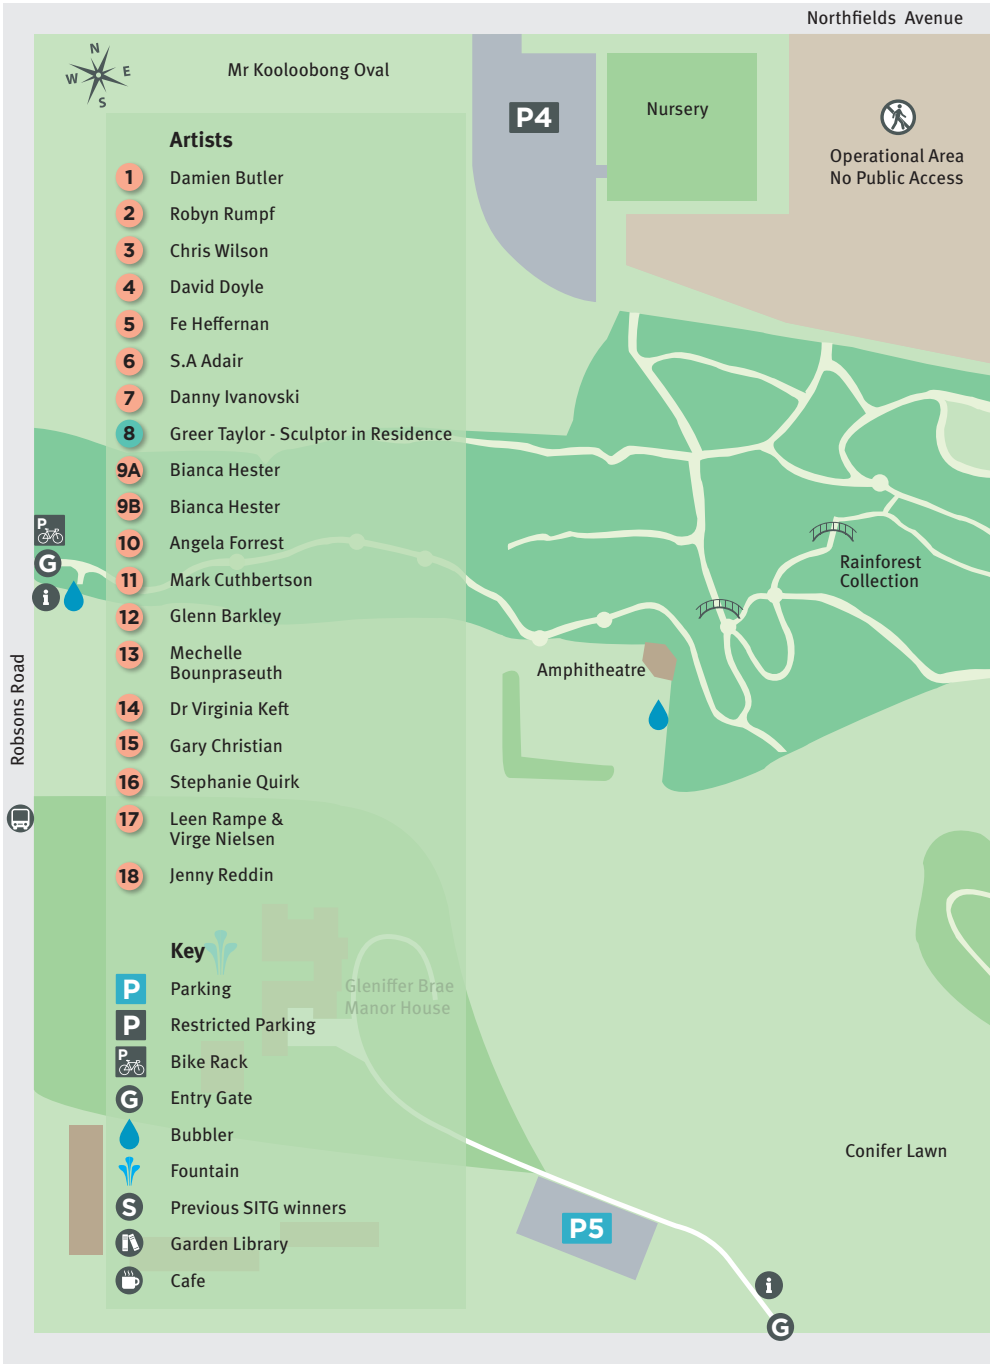 Northfields Avenue
N
W E
S
Mr Kooloobong Oval
P4
Nursery
Operational Area
No Public Access
Artists
1 Damien Butler
2 Robyn Rumpf
3 Chris Wilson
4 David Doyle
5 Fe Heffernan
6 S.A Adair
7 Danny Ivanovski
8 Greer Taylor - Sculptor in Residence
9A Bianca Hester
9B Bianca Hester
10 Angela Forrest
11 Mark Cuthbertson
12 Glenn Barkley
13 Mechelle
Bounpraseuth
14 Dr Virginia Keft
15 Gary Christian
16 Stephanie Quirk
17 Leen Rampe &
Virge Nielsen
18 Jenny Reddin
P
G
i
Robsons Road
Rainforest
Collection
Amphitheatre
Key
P Parking
P Restricted Parking
P Bike Rack
G Entry Gate
Bubbler
Fountain
S Previous SITG winners
Garden Library
Cafe
Gleniffer Brae
Manor House
Conifer Lawn
P5
i
G